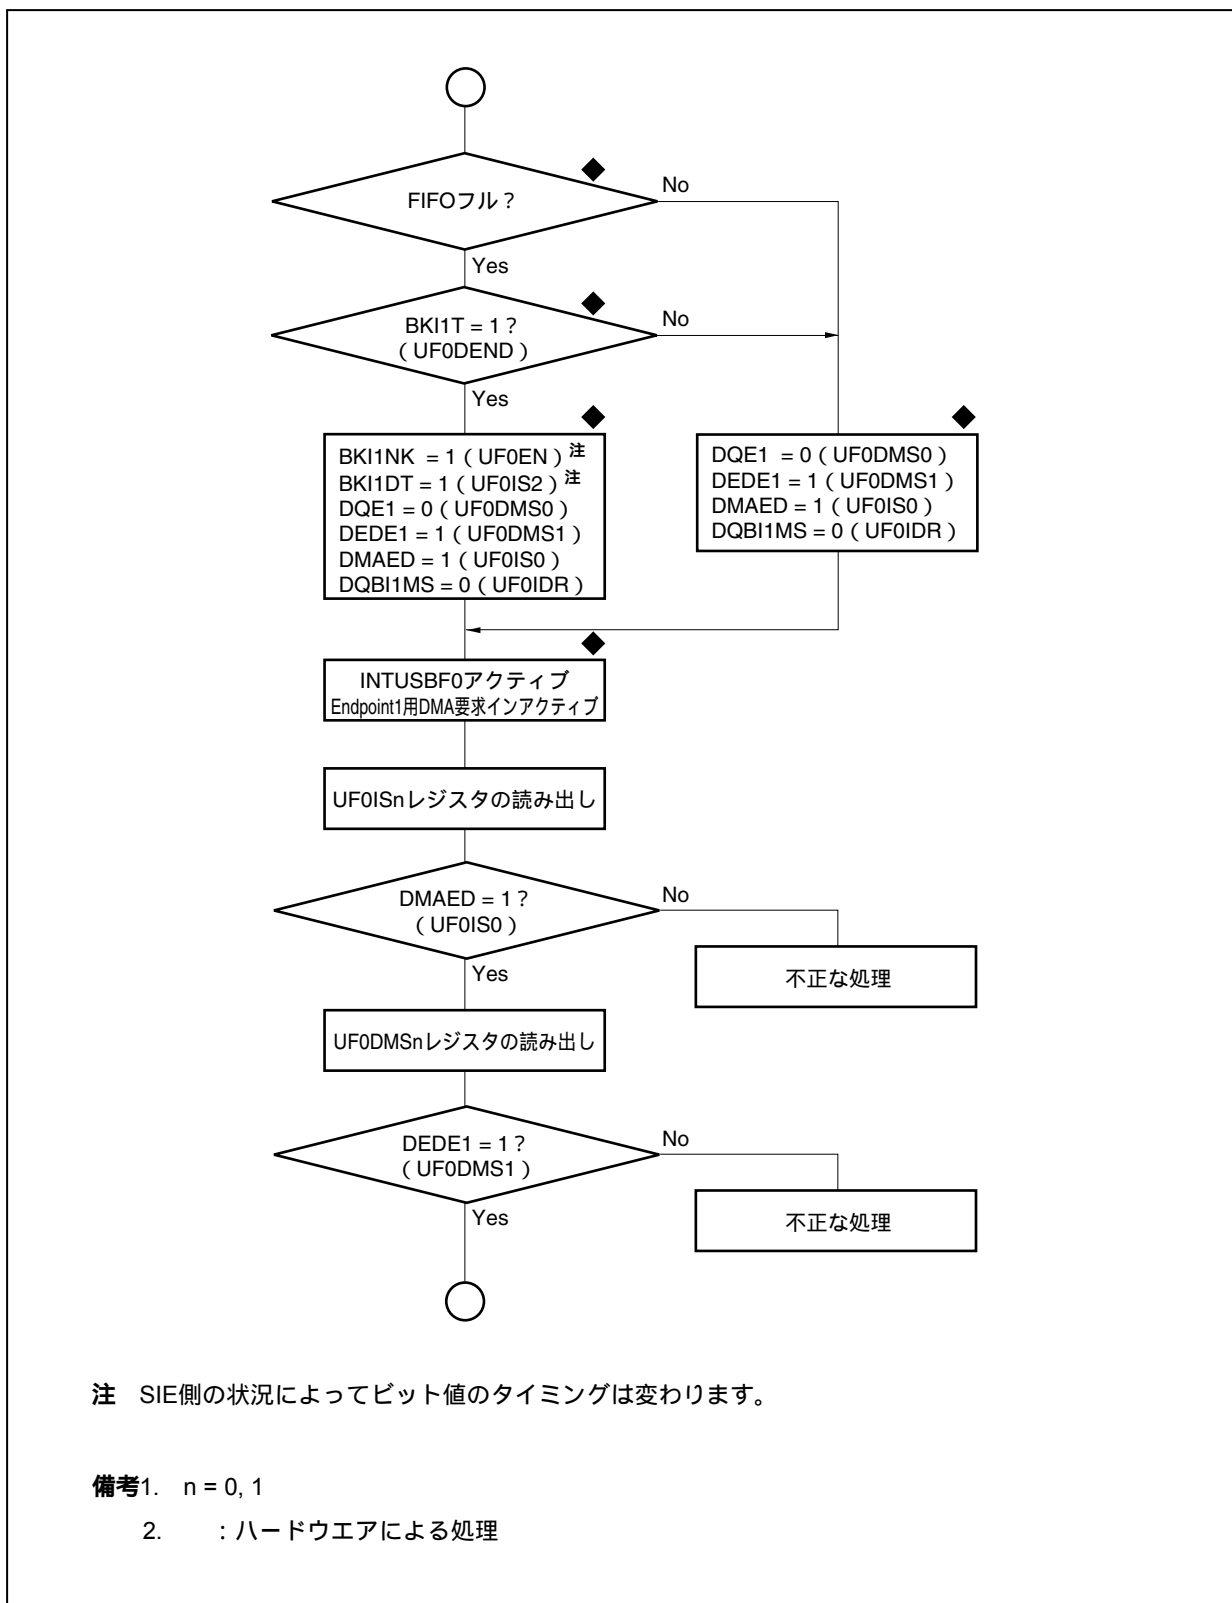 FIFOフル？
No
Yes
BKI1T = 1？
（UF0DEND）
No
Yes
BKI1NK = 1（UF0EN）注
BKI1DT = 1（UF0IS2）注
DQE1 = 0（UF0DMS0）
DEDE1 = 1（UF0DMS1）
DMAED = 1（UF0IS0）
DQBI1MS = 0（UF0IDR）
DQE1 = 0（UF0DMS0）
DEDE1 = 1（UF0DMS1）
DMAED = 1（UF0IS0）
DQBI1MS = 0（UF0IDR）
INTUSBF0アクティブ
Endpoint1用DMA要求インアクティブ
UF0ISnレジスタの読み出し
DMAED = 1？
（UF0IS0）
No
Yes
不正な処理
UF0DMSnレジスタの読み出し
DEDE1 = 1？
（UF0DMS1）
No
Yes
不正な処理
注 SIE側の状況によってビット値のタイミングは変わります。
備考1. n = 0, 1
2. ：ハードウエアによる処理